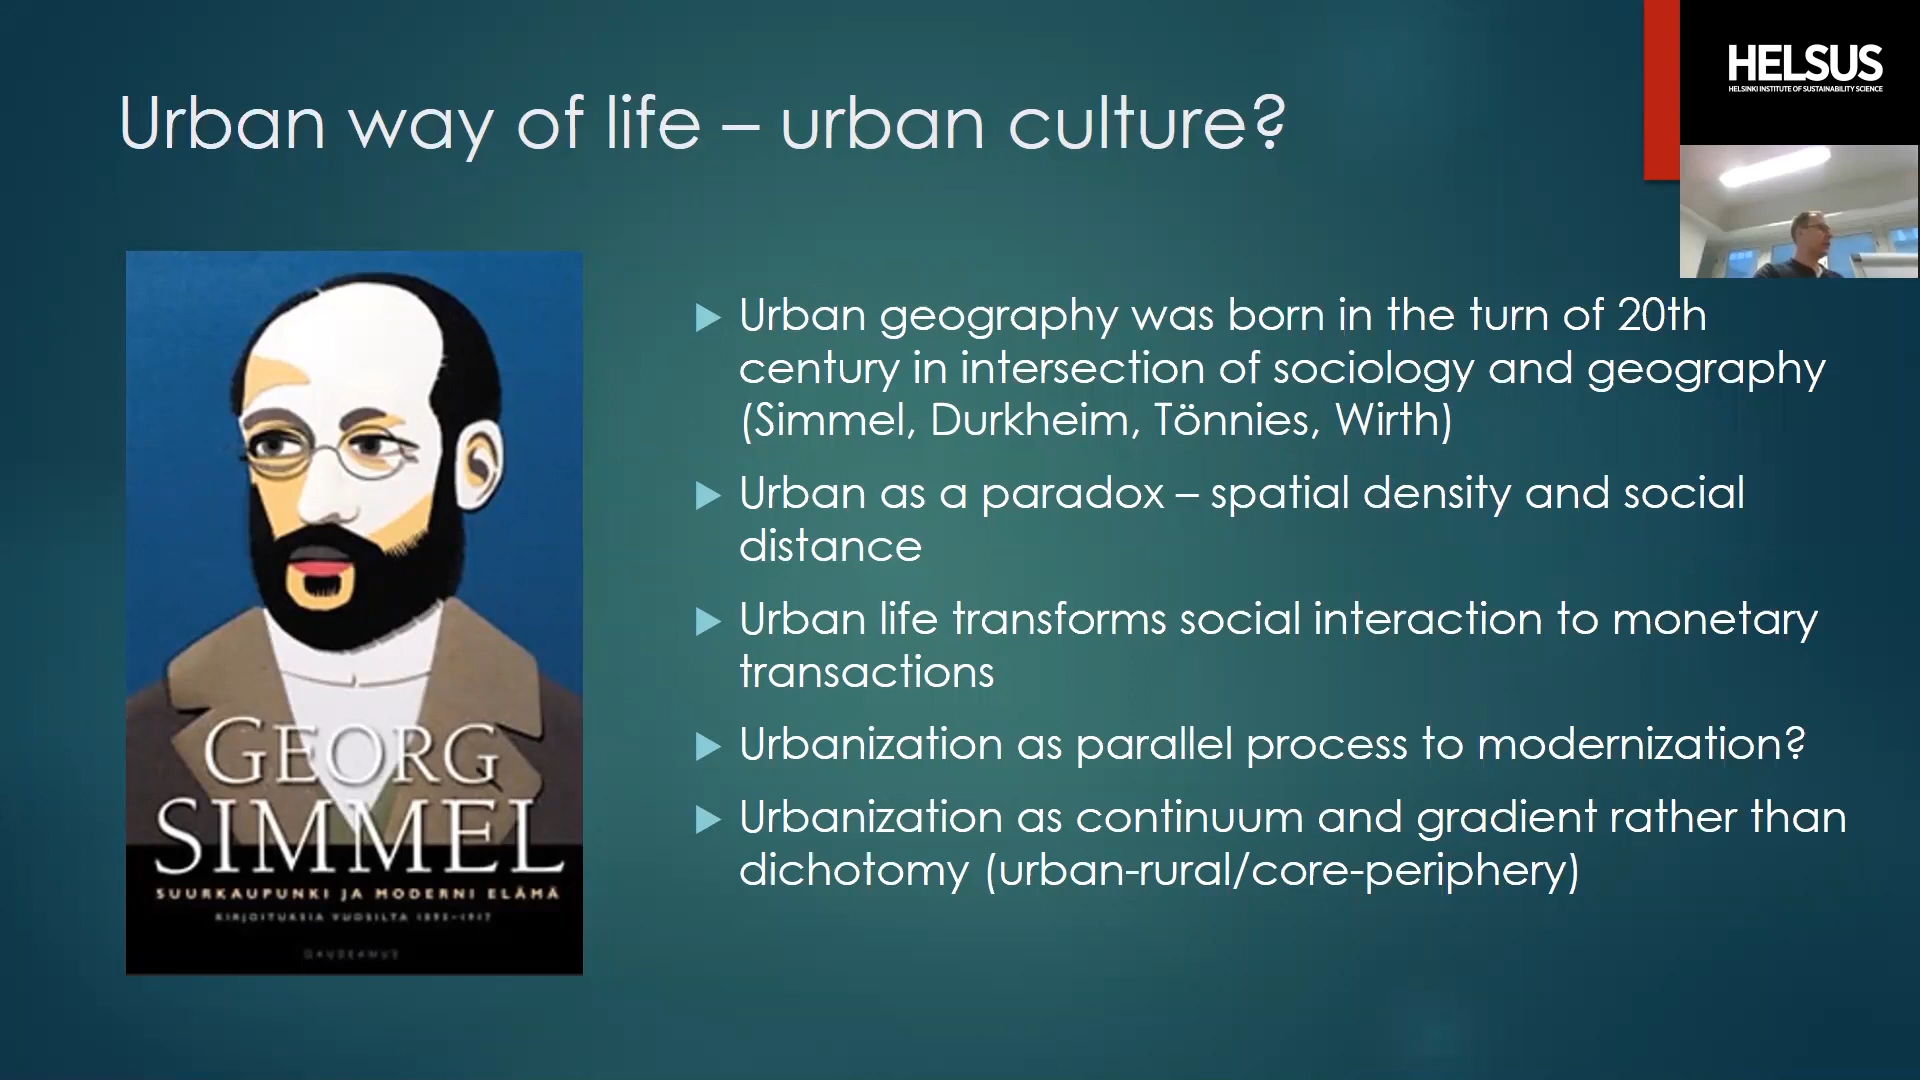 Urban way of life – urban culture?
HELSUS
HELSINKI INSTITUTE OF SUSTAINABILITY SCIENCE
Urban geography was born in the turn of 20th
century in intersection of sociology and geography
(Simmel, Durkheim, Tönnies, Wirth)
Urban as a paradox – spatial density and social
distance
Urban life transforms social interaction to monetary
transactions
Urbanization as parallel process to modernization?
Urbanization as continuum and gradient rather than
dichotomy (urban-rural/core-periphery)
GEORG
SIMMEL
SUURKAUPUNKI JA MODERNI ELÄMÄ
KIRJOITUKSIA VUOSILTA
GAUDEAMUS